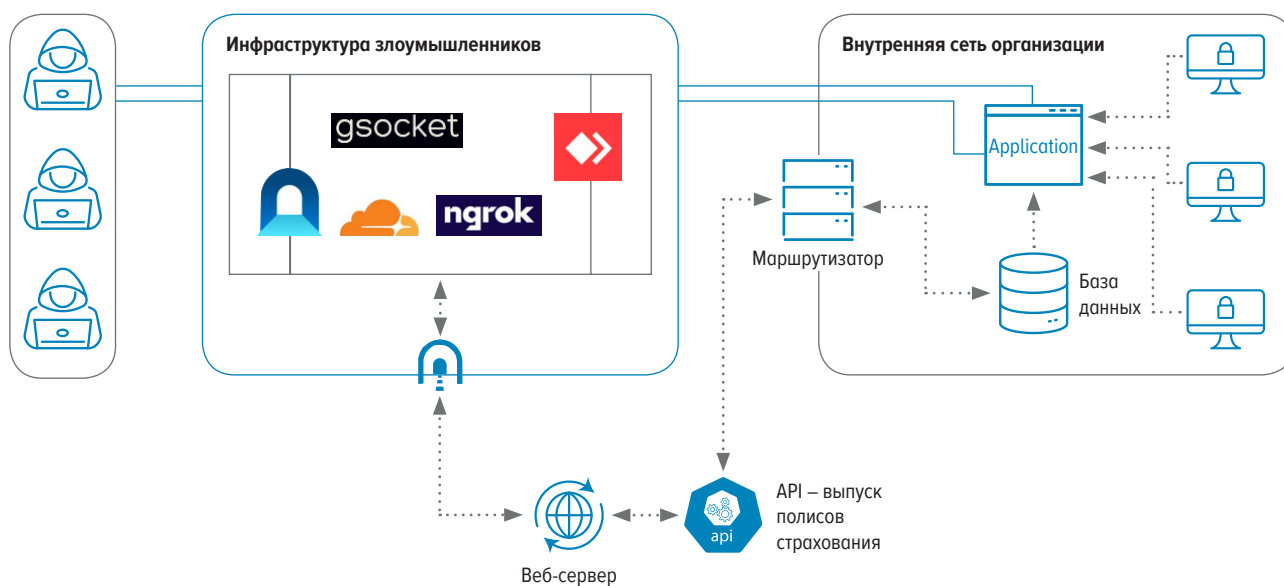 Инфраструктура злоумышленников
gsocket
ngrok
Внутренняя сеть организации
Application
Маршрутизатор
База
данных
API – выпуск
полисов
страхования
api
Веб-сервер